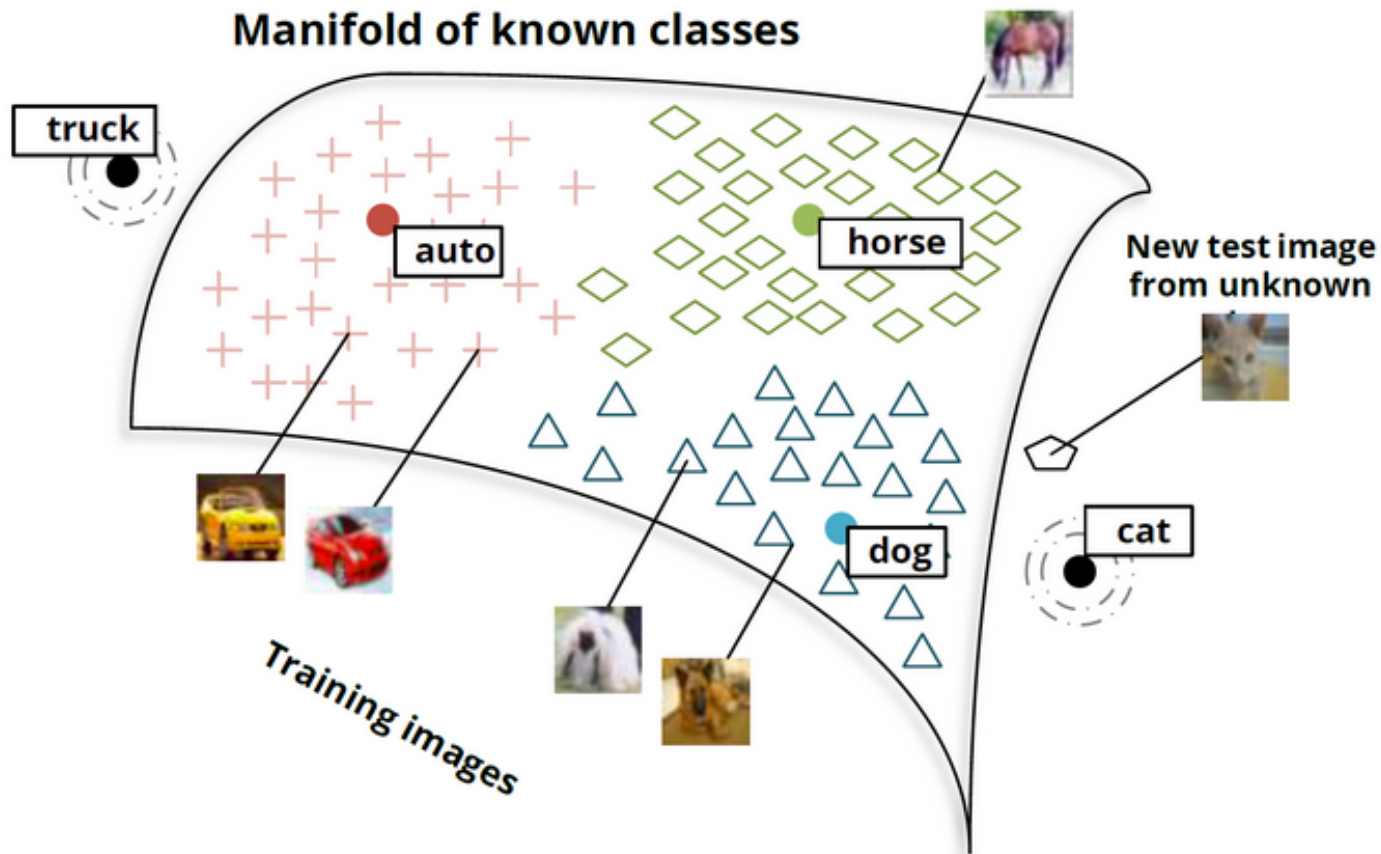 Manifold of known classes
truck
auto
horse
New test image
from unknown
cat
dog
Training images